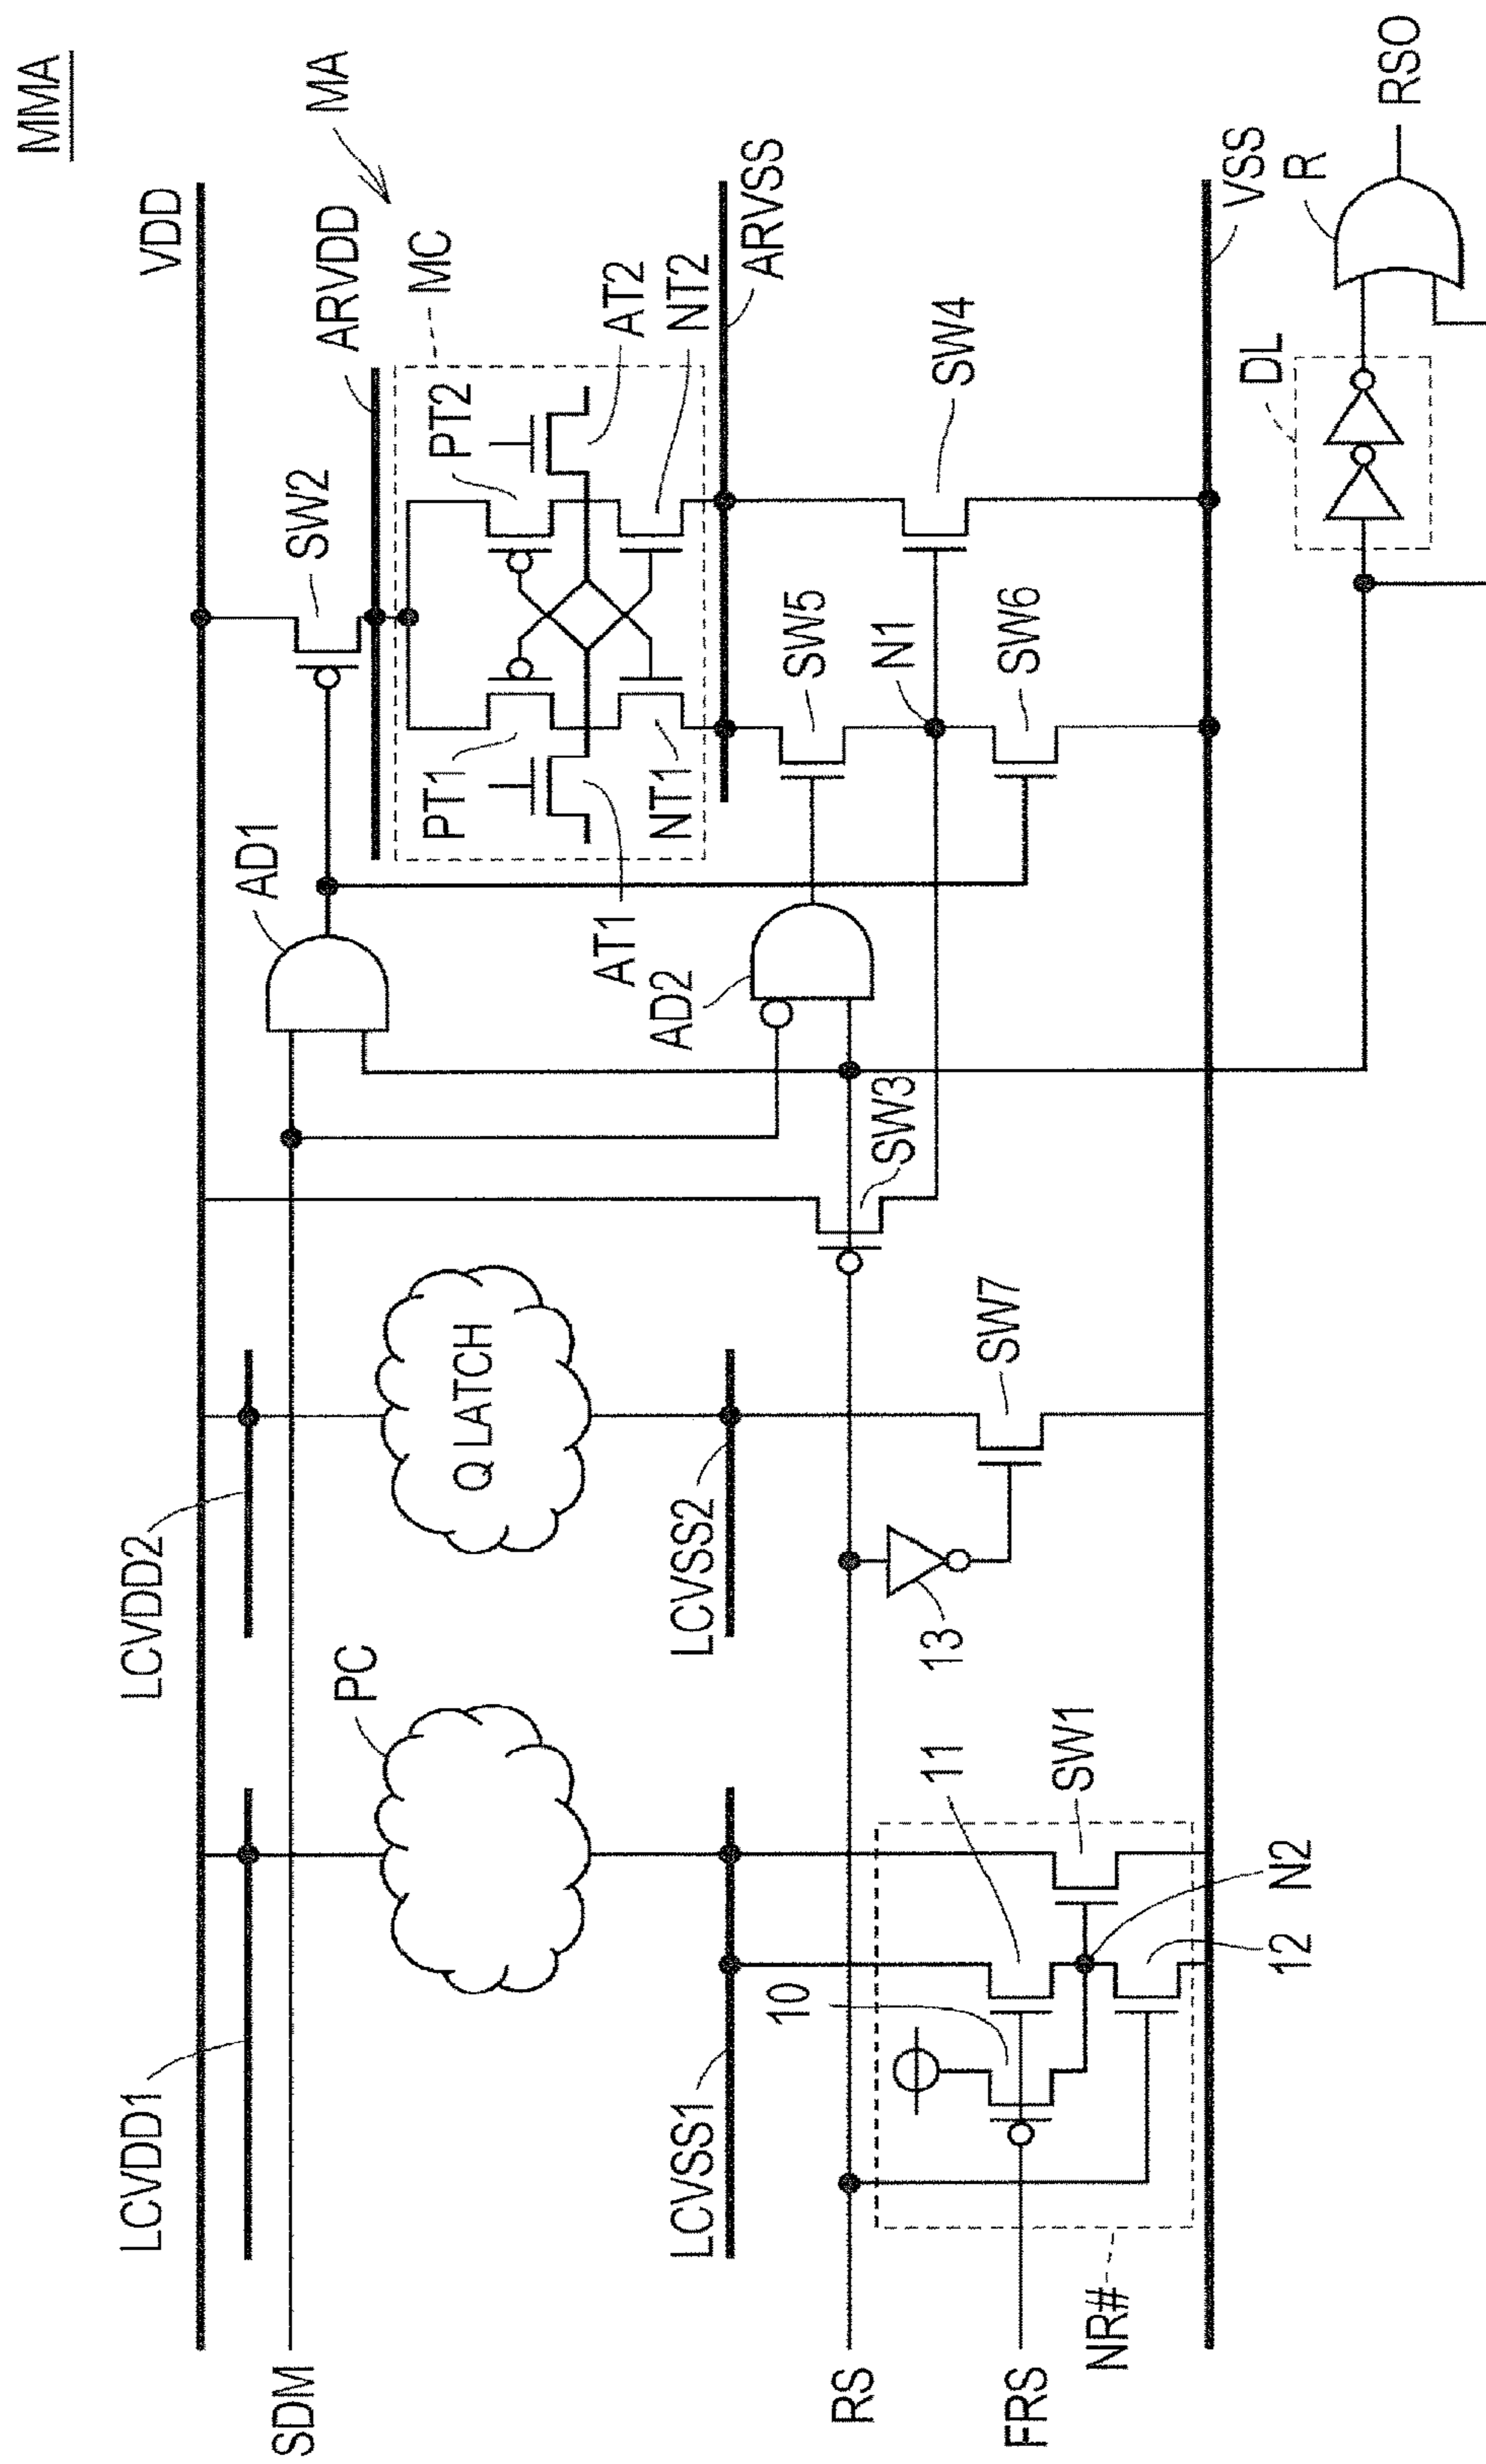 MMA
VDD
MA
ARVDD
SW2
MC
PT2
AT2
NT2
ARVSS
AD1
PT1
NT1
AT1
AD2
SW5
N1
SW6
SW4
VSS
R
RSO
DL
SW3
LCVDD2
Q LATCH
LCVSS2
SW7
13
LCVDD1
PC
LCVSS1
11
SW1
10
N2
12
NR#
SDM
RS
FRS